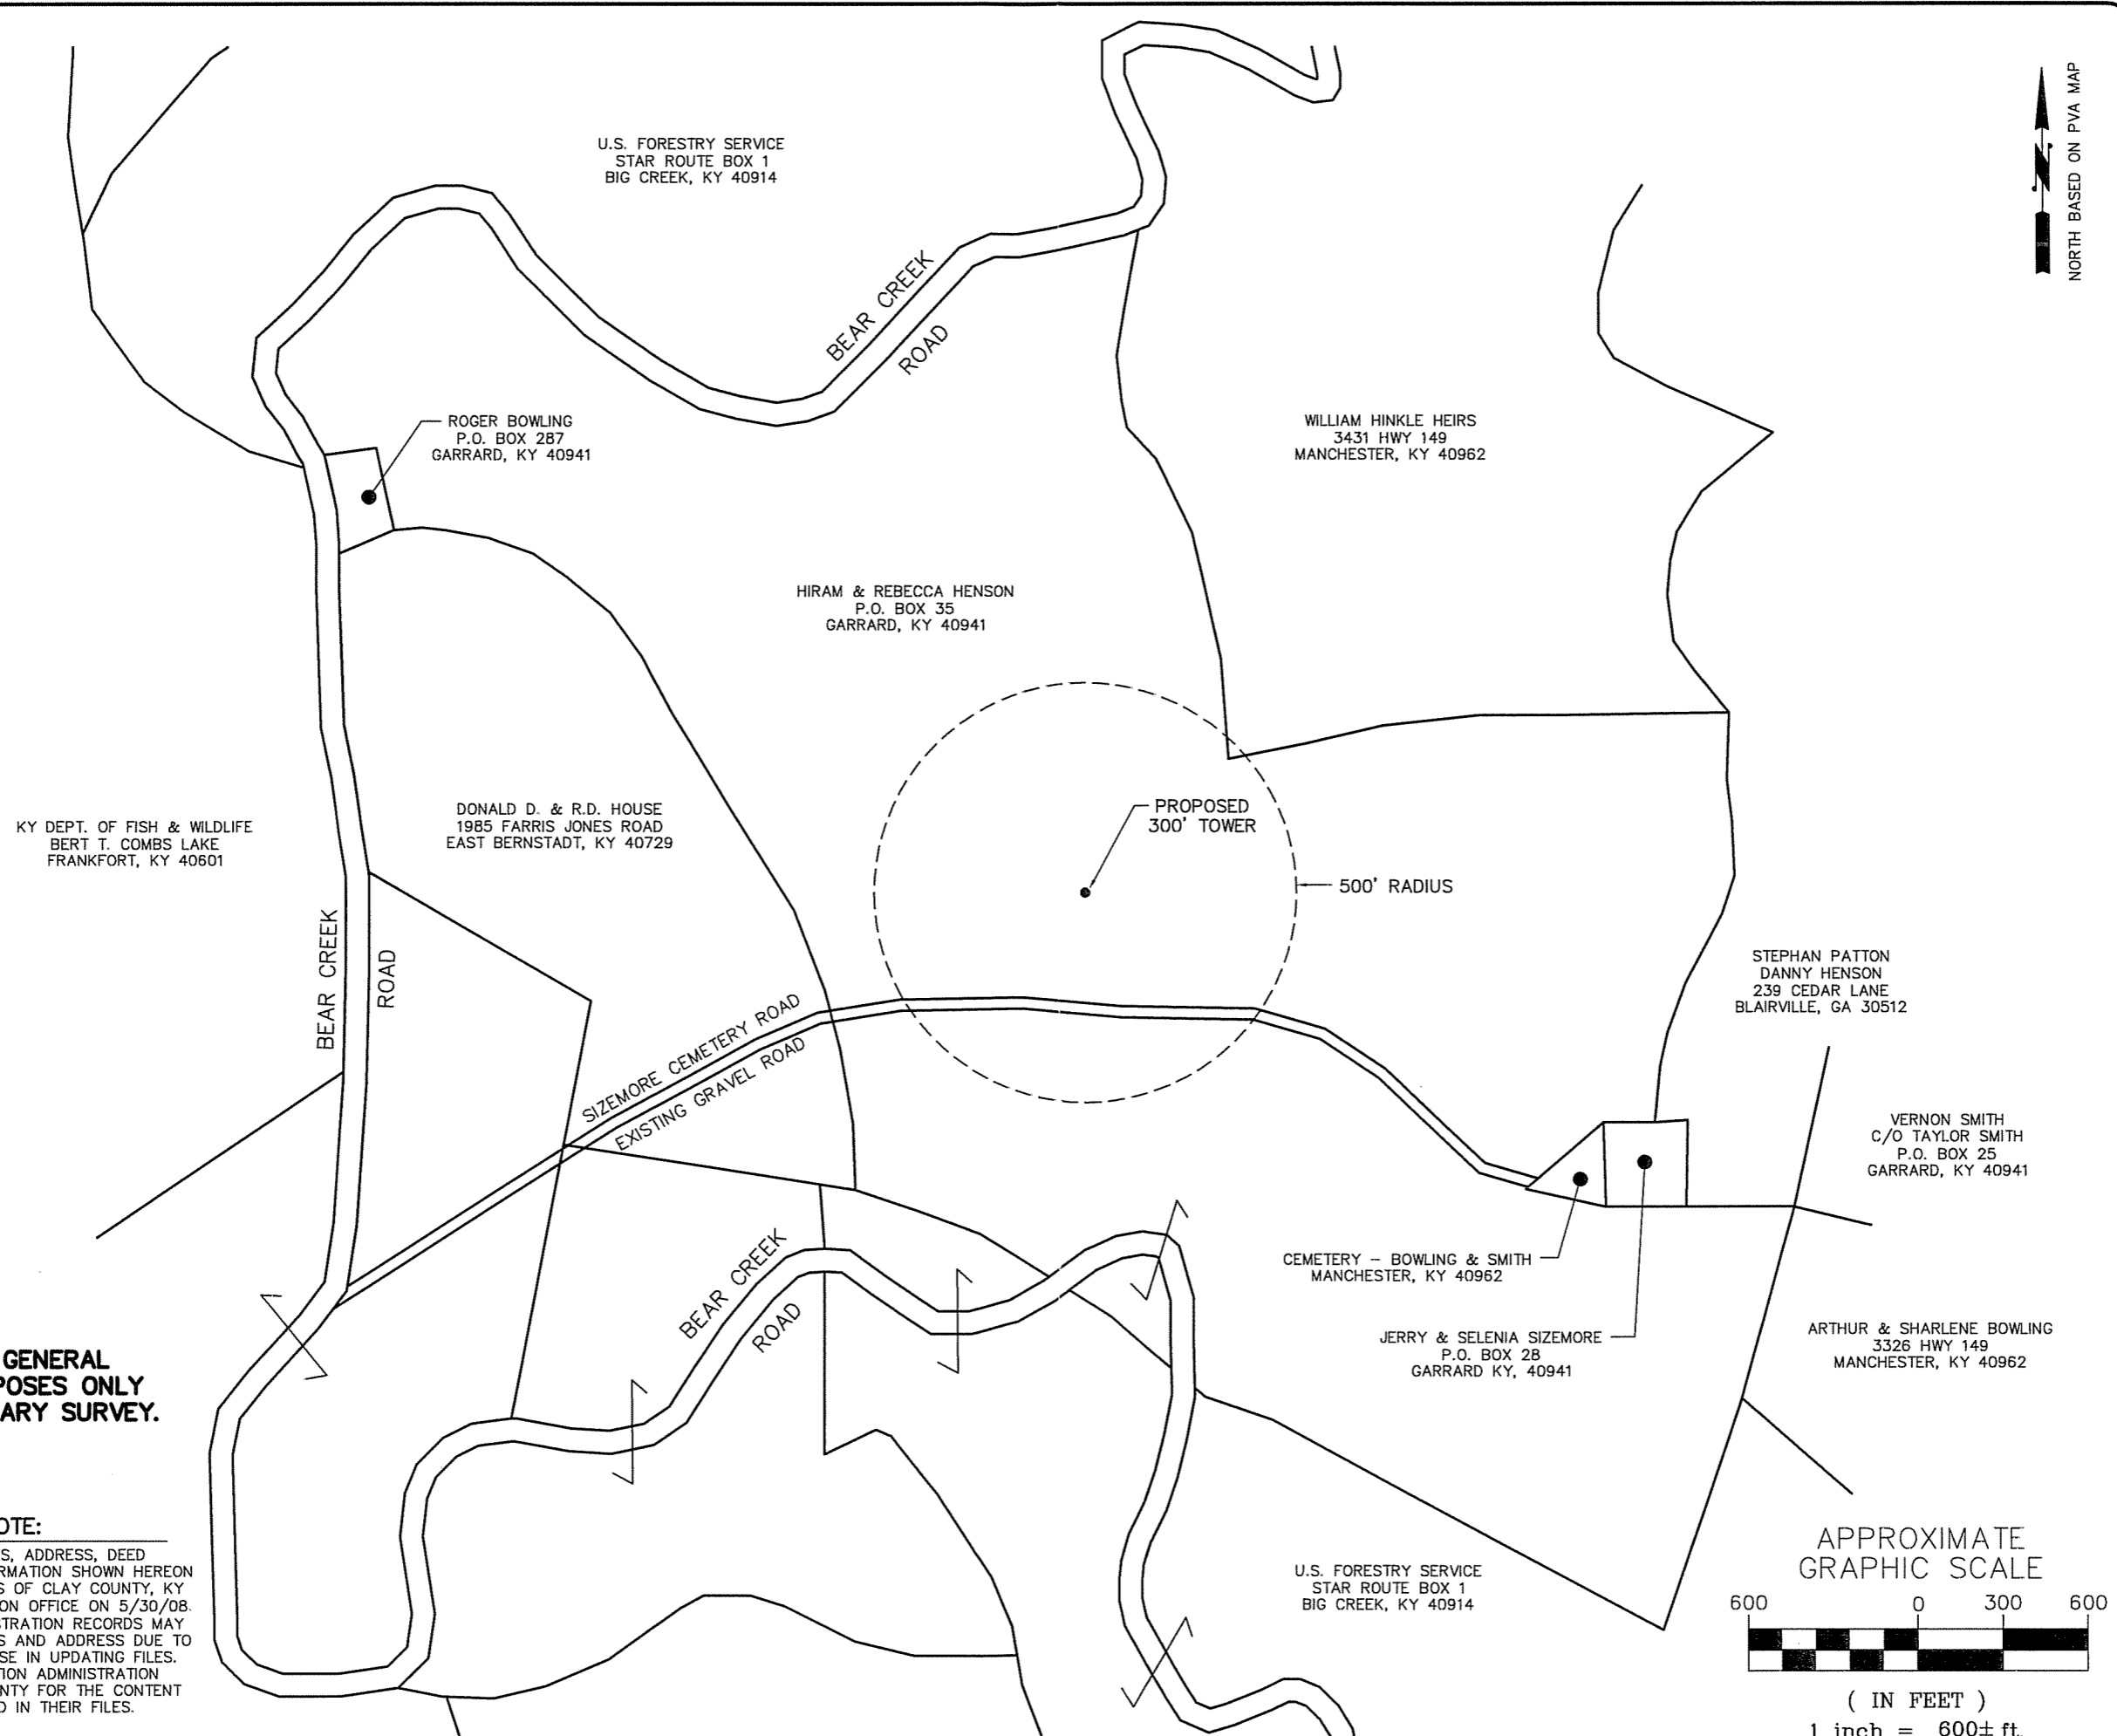 U.S. FORESTRY SERVICE
STAR ROUTE BOX 1
BIG CREEK, KY 40914
NORTH BASED ON PVA MAP
N
BEAR CREEK
ROAD
ROGER BOWLING
P.O. BOX 287
GARRARD, KY 40941
WILLIAM HINKLE HEIRS
3431 HWY 149
MANCHESTER, KY 40962
HIRAM & REBECCA HENSON
P.O. BOX 35
GARRARD, KY 40941
KY DEPT. OF FISH & WILDLIFE
BERT T. COMBS LAKE
FRANKFORT, KY 40601
DONALD D. & R.D. HOUSE
1985 FARRIS JONES ROAD
EAST BERNSTADT, KY 40729
PROPOSED
300' TOWER
500' RADIUS
BEAR CREEK
ROAD
SIZEMORE CEMETERY ROAD
EXISTING GRAVEL ROAD
STEPHAN PATTON
DANNY HENSON
239 CEDAR LANE
BLAIRVILLE, GA 30512
VERNON SMITH
C/O TAYLOR SMITH
P.O. BOX 25
GARRARD, KY 40941
CEMETERY - BOWLING & SMITH
MANCHESTER, KY 40962
BEAR CREEK
ROAD
JERRY & SELENIA SIZEMORE
P.O. BOX 28
GARRARD KY, 40941
ARTHUR & SHARLENE BOWLING
3326 HWY 149
MANCHESTER, KY 40962
GENERAL
POSES ONLY
ARY SURVEY.
OTE:
S, ADDRESS, DEED
RMATION SHOWN HEREON
S OF CLAY COUNTY, KY
ON OFFICE ON 5/30/08.
STRATION RECORDS MAY
S AND ADDRESS DUE TO
SE IN UPDATING FILES.
TION ADMINISTRATION
NTY FOR THE CONTENT
D IN THEIR FILES.
U.S. FORESTRY SERVICE
STAR ROUTE BOX 1
BIG CREEK, KY 40914
APPROXIMATE
GRAPHIC SCALE
600 0 300 600
( IN FEET )
1 inch = 600± ft.